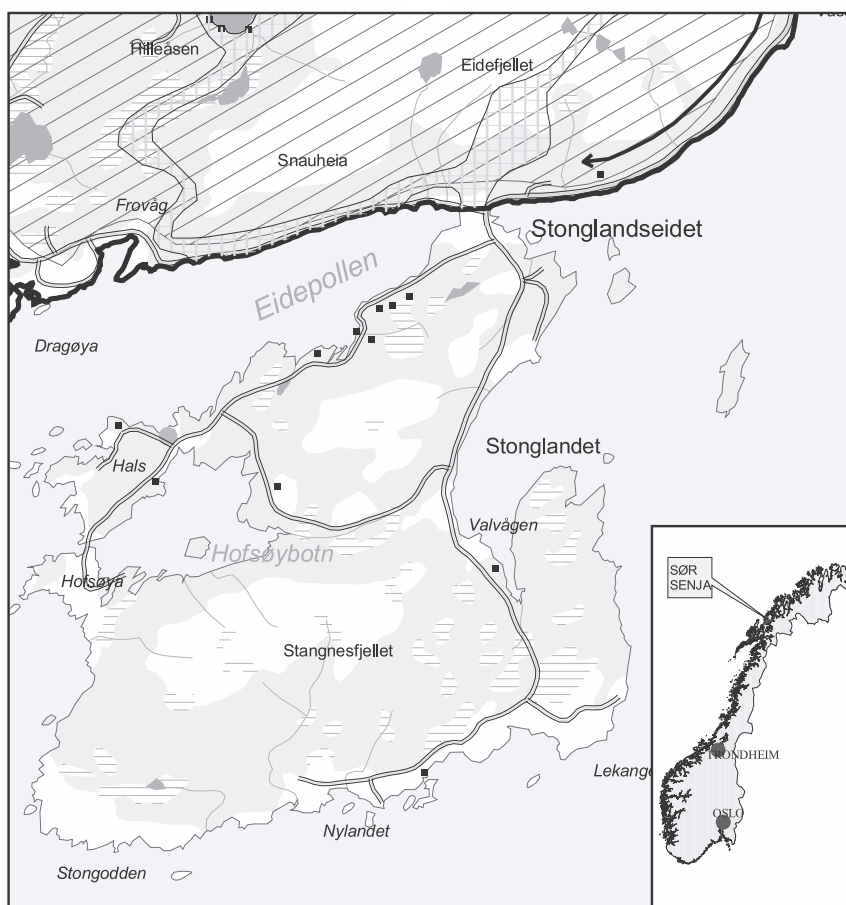 Hilleåsen
Eidefjellet
Snauheia
Frovåg
Stonglandseidet
Eidepollen
Dragøya
Stonglandet
Hals
Valvågen
Hofsøybotn
Hofsøya
SØR
SENJA
Stangnesfjellet
TRONDHEIM
Lekange
OSLO
Nylandet
Stongodden